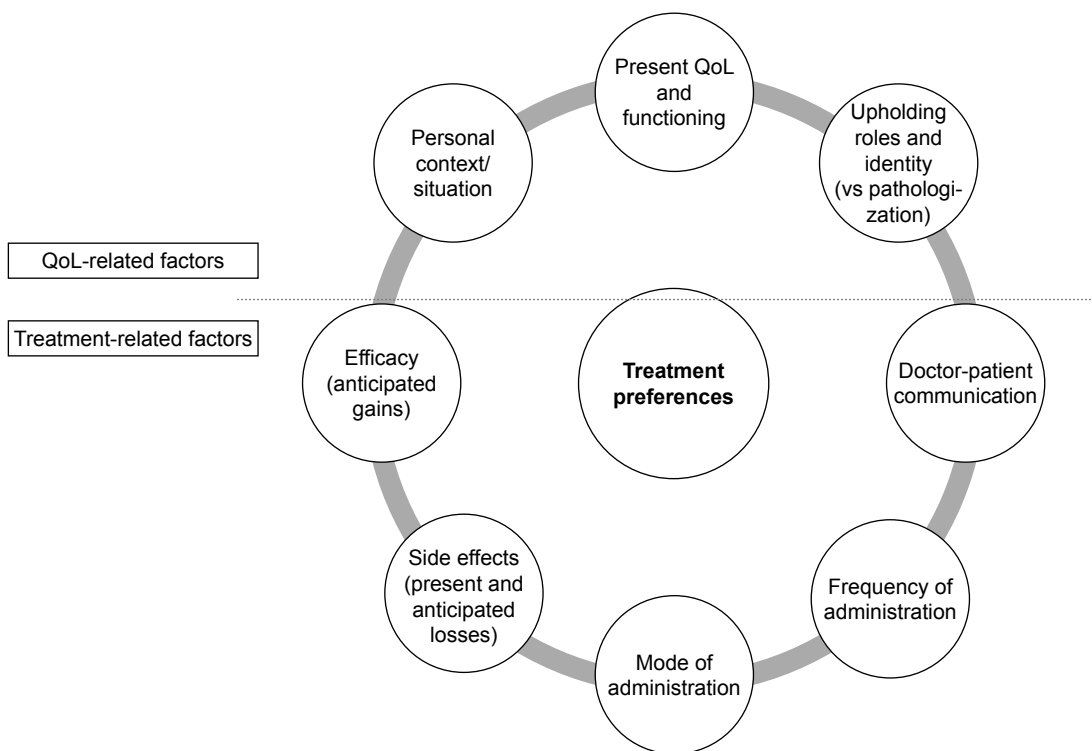 Present QoL
and
functioning
Personal
context/
situation
Upholding
roles and
identity
(vs pathologi-
zation)
QoL-related factors
Treatment-related factors
Efficacy
(anticipated
gains)
Treatment
preferences
Doctor-patient
communication
Side effects
(present and
anticipated
losses)
Frequency of
administration
Mode of
administration